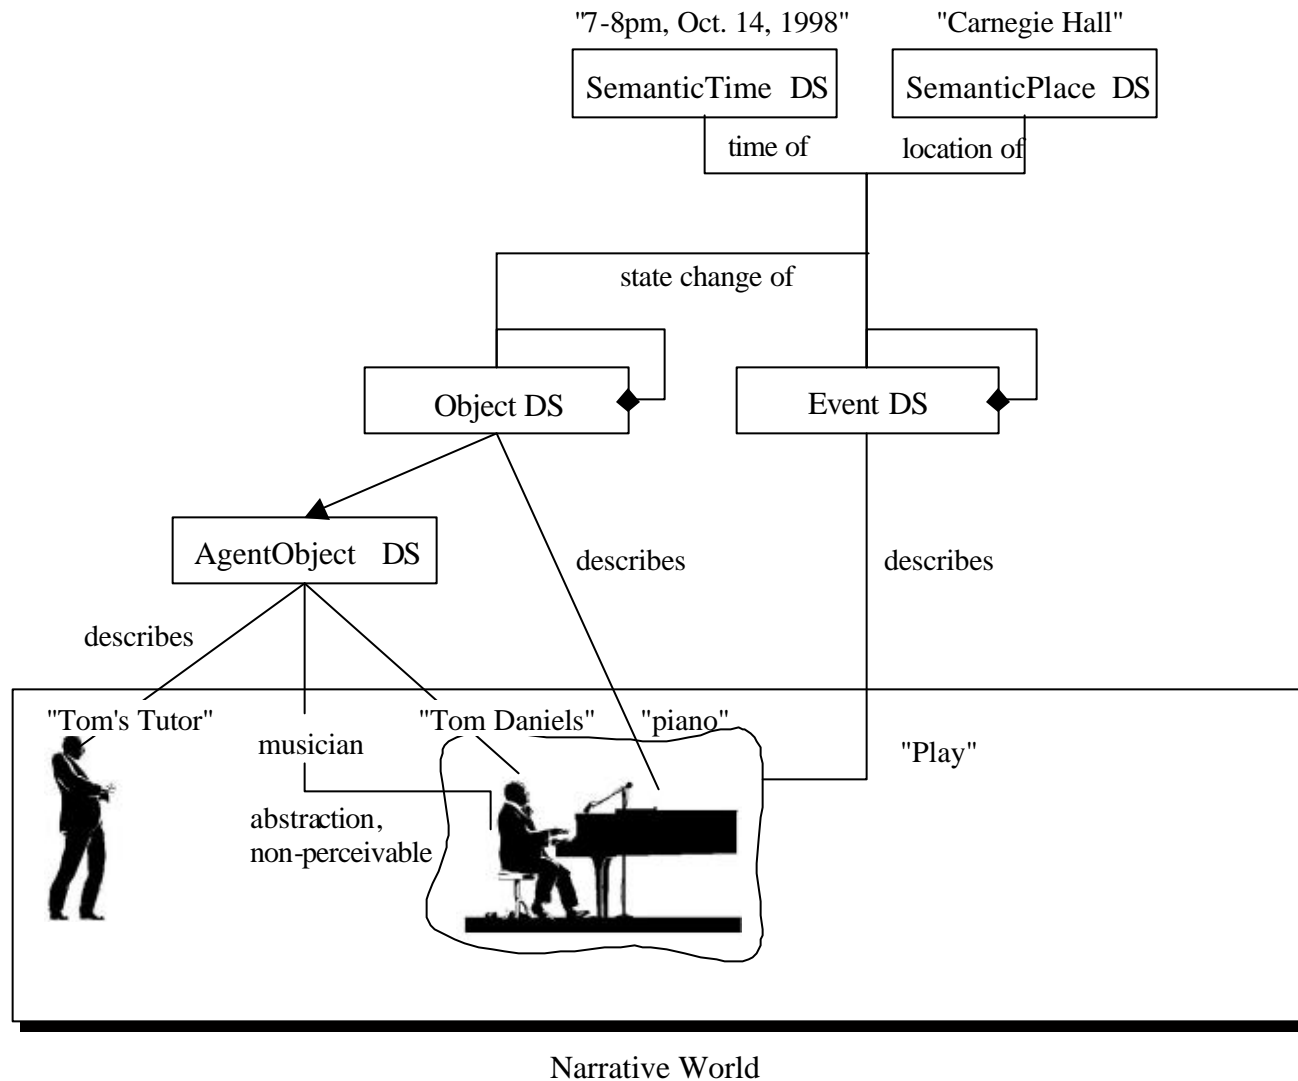 "7-8pm, Oct. 14, 1998"
"Carnegie Hall"
SemanticTime DS
SemanticPlace DS
time of
location of
state change of
Object DS
Event DS
AgentObject DS
describes
describes
describes
"Tom's Tutor"
"Tom Daniels"
"piano"
musician
"Play"
abstraction,
non-perceivable
Narrative World